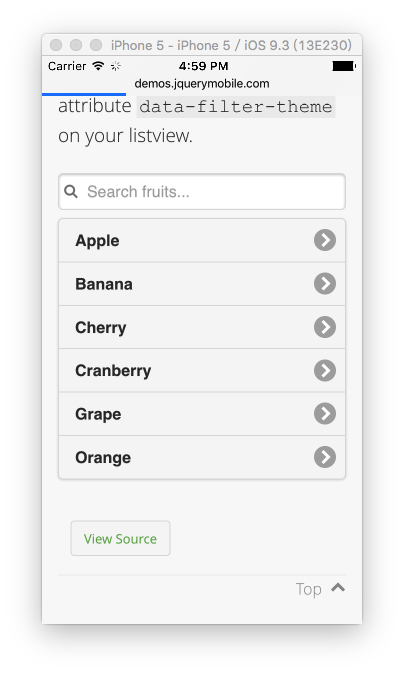 iPhone 5 - iPhone 5 / iOS 9.3 (13E230)
Carrier 4:59 PM
demos.jquerymobile.com
attribute data-filter-theme
on your listview.
Search fruits...
Apple
Banana
Cherry
Cranberry
Grape
Orange
View Source
Top